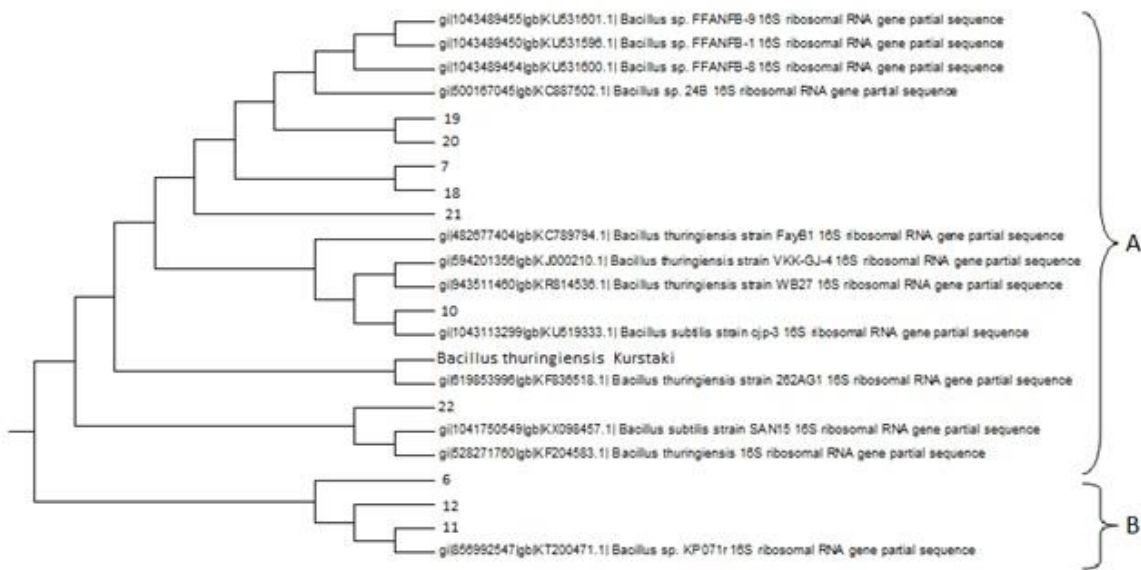 gi|1043489455|gb|KU531601.1| Bacillus sp. FFANFB-9 16S ribosomal RNA gene partial sequence
gi|1043489450|gb|KU531596.1| Bacillus sp. FFANFB-1 16S ribosomal RNA gene partial sequence
gi|1043489454|gb|KU531600.1| Bacillus sp. FFANFB-8 16S ribosomal RNA gene partial sequence
gi|500167045|gb|KC887502.1| Bacillus sp. 24B 16S ribosomal RNA gene partial sequence
19
20
7
18
21
gi|482677404|gb|KC789794.1| Bacillus thuringiensis strain FayB1 16S ribosomal RNA gene partial sequence
A
gi|594201356|gb|KJ000210.1| Bacillus thuringiensis strain VKK-GJ-4 16S ribosomal RNA gene partial sequence
gi|943511460|gb|KR814536.1| Bacillus thuringiensis strain WB27 16S ribosomal RNA gene partial sequence
10
gi|1043113299|gb|KU519333.1| Bacillus subtilis strain cjp-3 16S ribosomal RNA gene partial sequence
Bacillus thuringiensis Kurstaki
gi|619853996|gb|KF836518.1| Bacillus thuringiensis strain 262AG1 16S ribosomal RNA gene partial sequence
22
gi|1041750549|gb|KX098457.1| Bacillus subtilis strain SAN15 16S ribosomal RNA gene partial sequence
gi|528271760|gb|KF204583.1| Bacillus thuringiensis 16S ribosomal RNA gene partial sequence
6
12
B
11
gi|856992547|gb|KT200471.1| Bacillus sp. KP071r 16S ribosomal RNA gene partial sequence